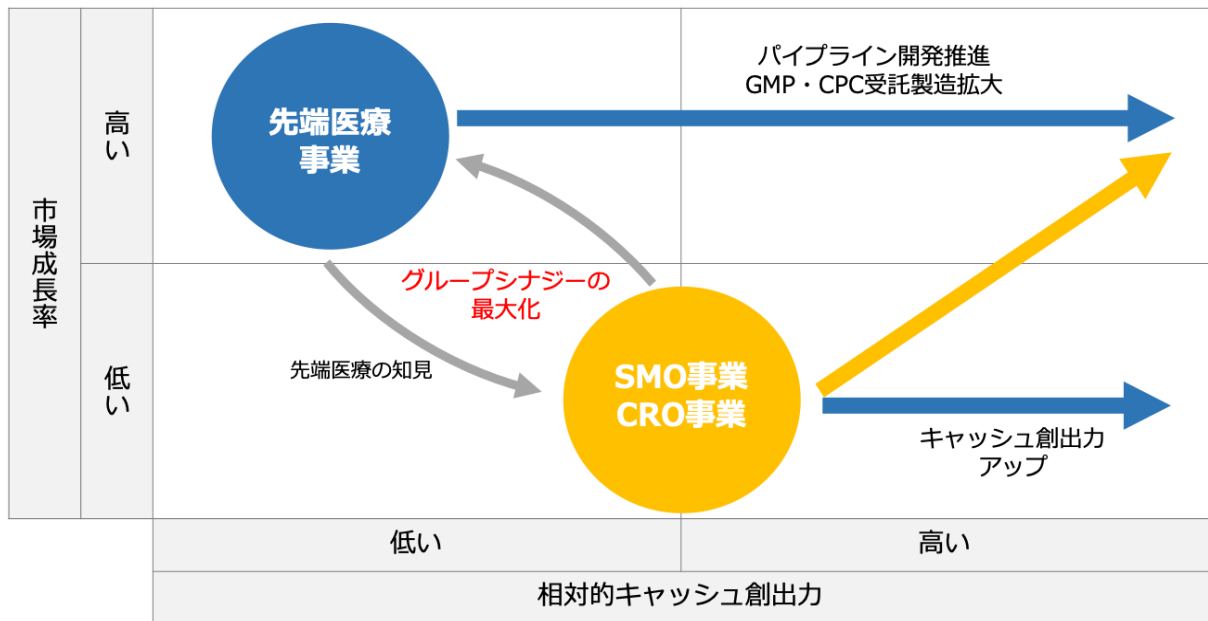 市場成長率
高い
低い
先端医療
事業
パイプライン開発推進
GMP・CPC受託製造拡大
グループシナジーの
最大化
先端医療の知見
SMO事業
CRO事業
キャッシュ創出力
アップ
低い
高い
相対的キャッシュ創出力